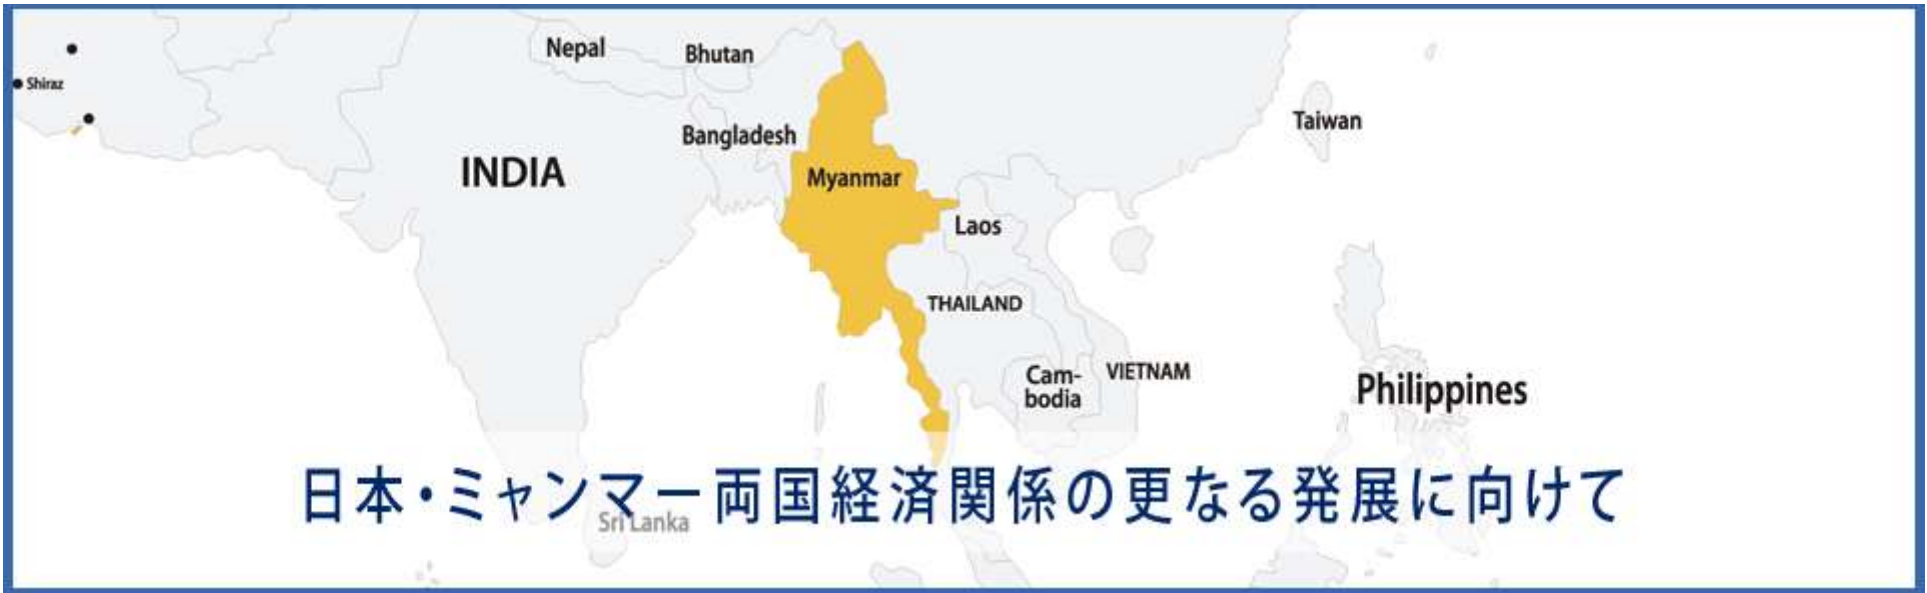 Nepal
Bhutan
Shiraz
Taiwan
Bangladesh
INDIA
Myanmar
Laos
THAILAND
Cam-
bodia
VIETNAM
Philippines
日本・ミャンマー両国経済関係の更なる発展に向けて
Sri Lanka